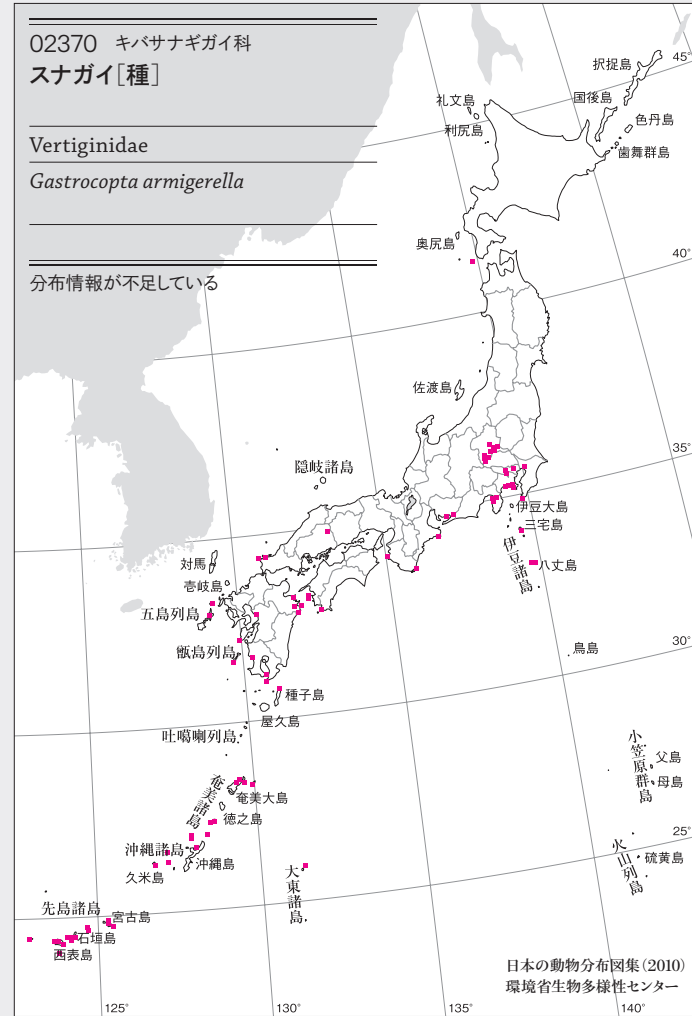 02370 キバサナギガイ科
スナガイ［種］
Vertiginidae
Gastrocopta armigerella
分布情報が不足している
択捉島
45°
国後島
礼文島
色丹島
利尻島
歯舞群島
奥尻島
40°
佐渡島
35°
隠岐諸島
伊豆大島
三宅島
伊豆諸島
八丈島
対馬
壱岐島
五島列島
甑島列島
鳥島
30°
種子島
屋久島
吐噶喇列島
小笠原群島
父島
母島
奄美諸島
奄美大島
徳之島
25°
沖縄諸島
沖縄島
久米島
火山列島
硫黄島
大東諸島
先島諸島
宮古島
石垣島
西表島
日本の動物分布図集（2010）
環境省生物多様性センター
125°
130°
135°
140°